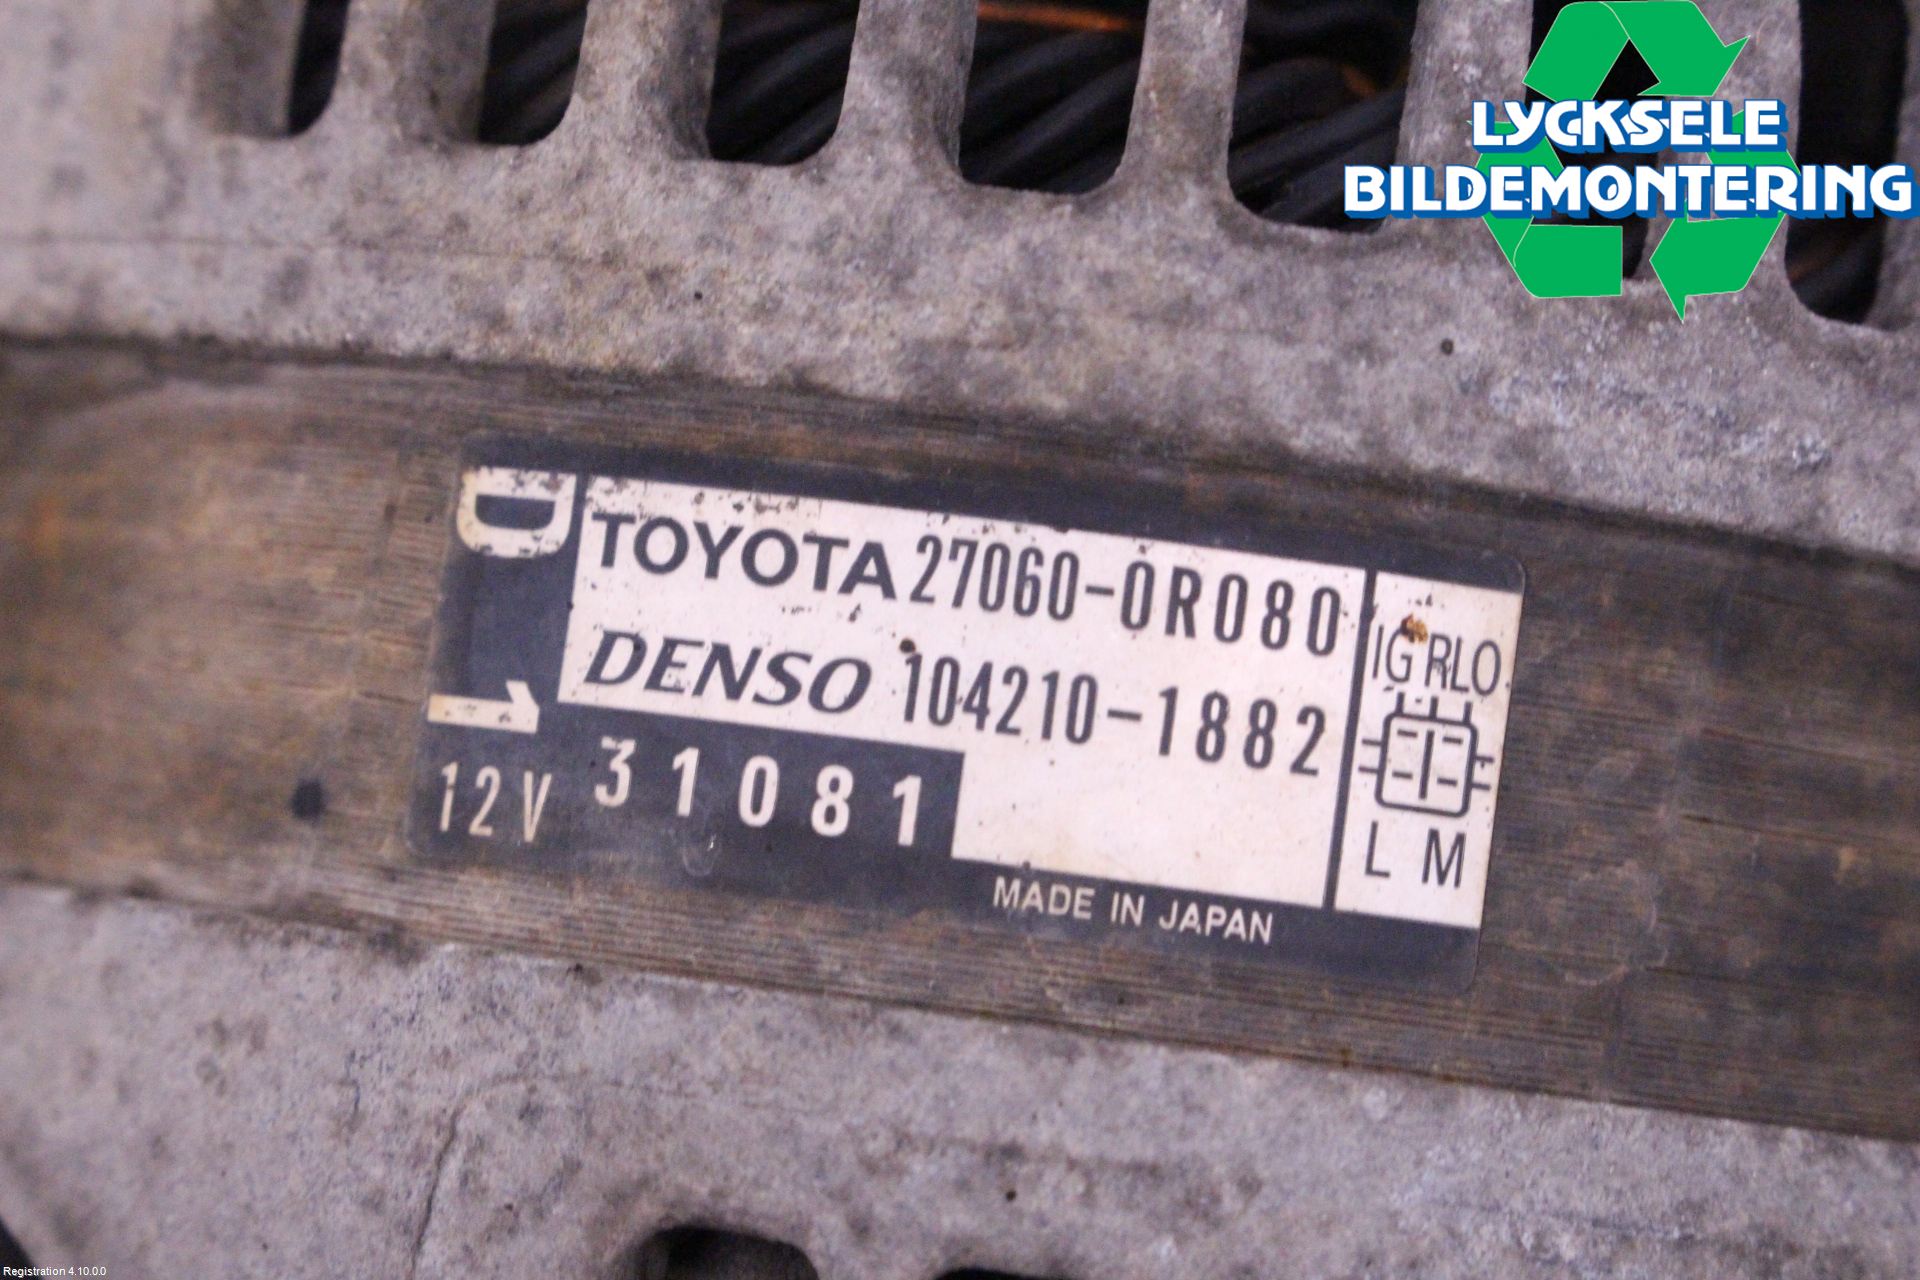 LYCKSELE
BILDEMONTERING
D1
TOYOTA 27060-0R080
DENSO 104210-1882
IG RLO
L M
12V 31081
MADE IN JAPAN
Registration 4.10.0.0